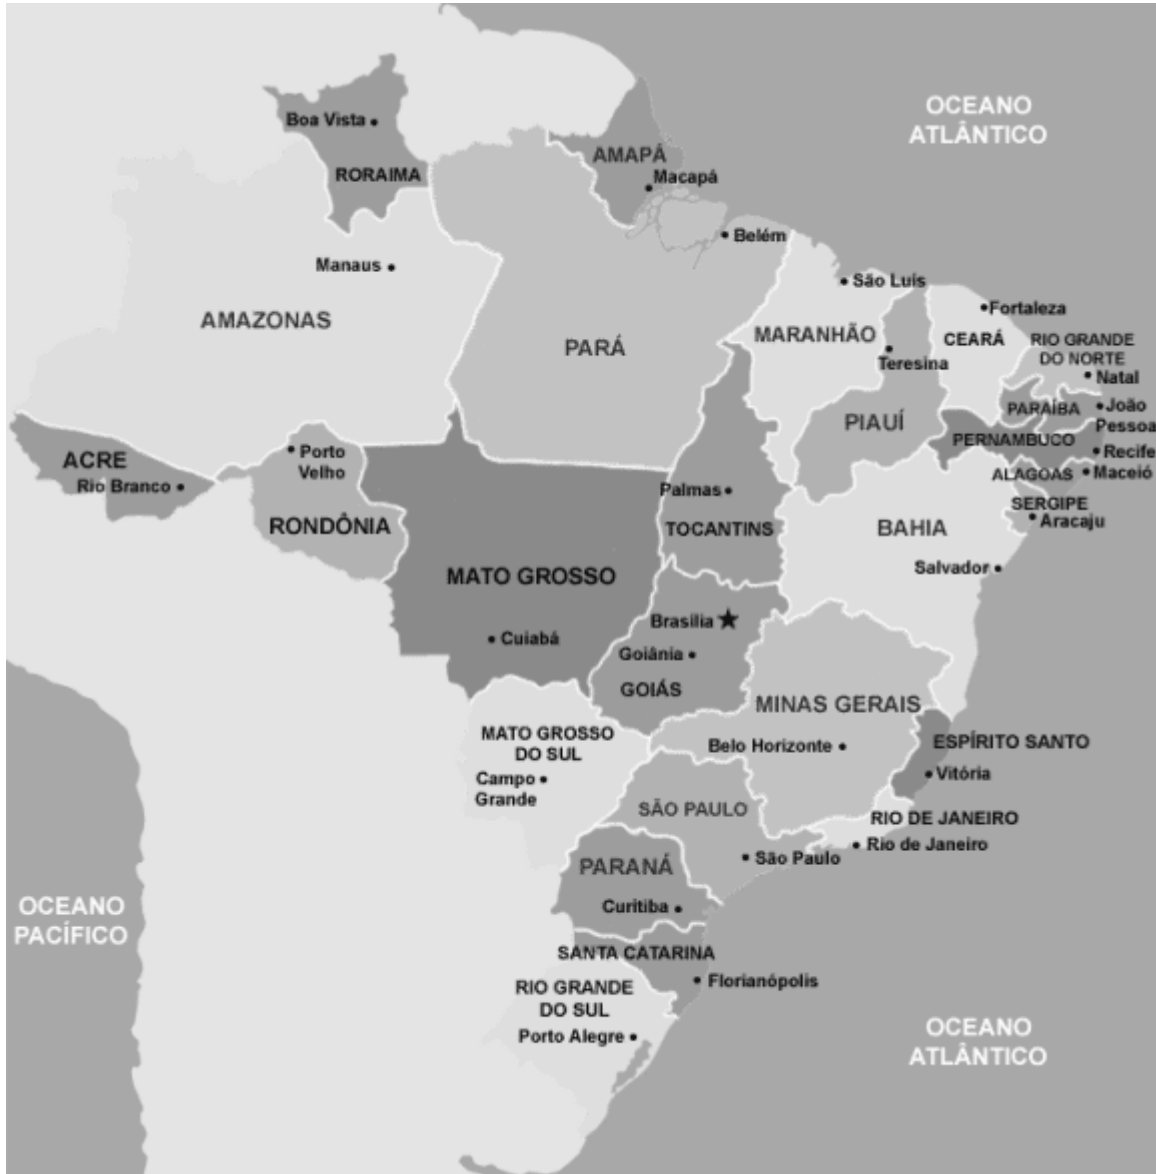 OCEANO
ATLÂNTICO
Boa Vista
RORAIMA
AMAPÁ
Macapá
Belém
Manaus
São Luís
AMAZONAS
Fortaleza
PARÁ
MARANHÃO
CEARÁ
RIO GRANDE
DO NORTE
Teresina
Natal
PIAUÍ
PARAÍBA
João
Pessoa
PERNAMBUCO
Recife
ACRE
Rio Branco
Porto
Velho
ALAGOAS
Maceió
Palmas
SERGIPE
Aracaju
RONDÔNIA
TOCANTINS
BAHIA
Salvador
MATO GROSSO
Cuiabá
Brasília
Goiânia
GOIÁS
MINAS GERAIS
Belo Horizonte
MATO GROSSO
DO SUL
Campo
Grande
ESPÍRITO SANTO
Vitória
SÃO PAULO
São Paulo
RIO DE JANEIRO
Rio de Janeiro
PARANÁ
Curitiba
OCEANO
PACÍFICO
SANTA CATARINA
Florianópolis
RIO GRANDE
DO SUL
Porto Alegre
OCEANO
ATLÂNTICO